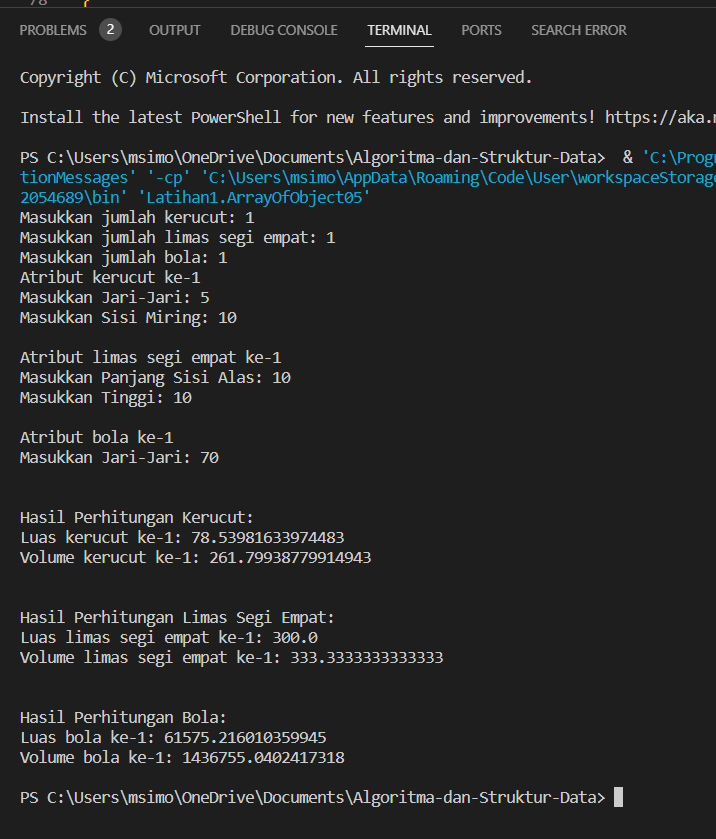 78 {
PROBLEMS 2 OUTPUT DEBUG CONSOLE TERMINAL PORTS SEARCH ERROR
Copyright (C) Microsoft Corporation. All rights reserved.
Install the latest PowerShell for new features and improvements! https://aka.
PS C:\Users\msimo\OneDrive\Documents\Algoritma-dan-Struktur-Data>  & 'C:\Prog
tionMessages' '-cp' 'C:\Users\msimo\AppData\Roaming\Code\User\workspaceStorage
2054689\bin' 'Latihan1.ArrayOfObject05'
Masukkan jumlah kerucut: 1
Masukkan jumlah limas segi empat: 1
Masukkan jumlah bola: 1
Atribut kerucut ke-1
Masukkan Jari-Jari: 5
Masukkan Sisi Miring: 10
Atribut limas segi empat ke-1
Masukkan Panjang Sisi Alas: 10
Masukkan Tinggi: 10
Atribut bola ke-1
Masukkan Jari-Jari: 70
Hasil Perhitungan Kerucut:
Luas kerucut ke-1: 78.53981633974483
Volume kerucut ke-1: 261.79938779914943
Hasil Perhitungan Limas Segi Empat:
Luas limas segi empat ke-1: 300.0
Volume limas segi empat ke-1: 333.3333333333333
Hasil Perhitungan Bola:
Luas bola ke-1: 61575.216010359945
Volume bola ke-1: 1436755.0402417318
PS C:\Users\msimo\OneDrive\Documents\Algoritma-dan-Struktur-Data>